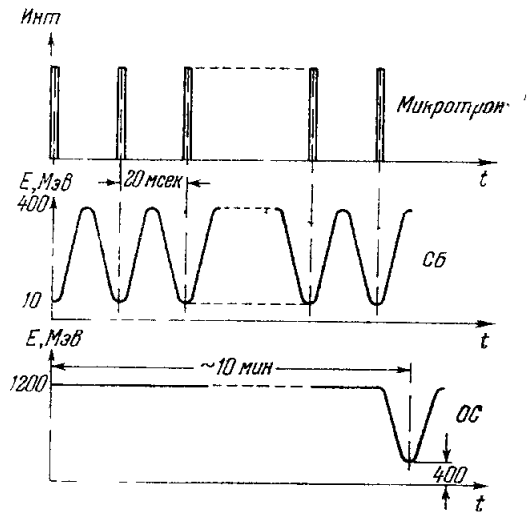 Инт
Микротрон
t
E, МэВ
20 мсек
400
СБ
10
t
E, МэВ
~10 мин
1200
ОС
400
t